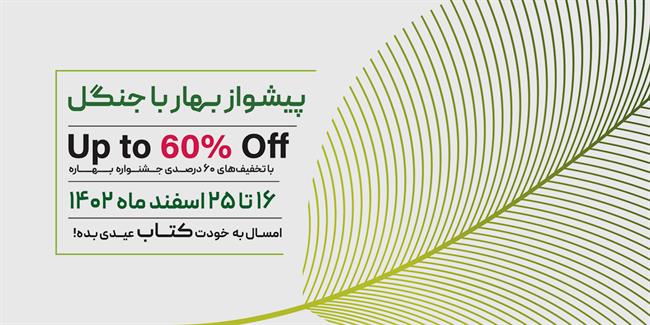 پیشواز بهار با جنگل
Up to 60% Off
با تخفیف‌های ۶۰ درصدی جشنواره بهاره
۱۶ تا ۲۵ اسفند ماه ۱۴۰۲
امسال به خودت کتاب عیدی بده!